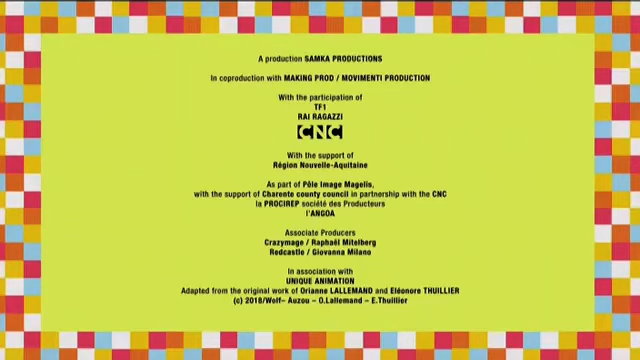 A production SAMKA PRODUCTIONS
In coproduction with MAKING PROD / MOVIMENTI PRODUCTION
With the participation of
TF1
RAI RAGAZZI
CNC
With the support of
Région Nouvelle-Aquitaine
As part of Pôle Image Magelis,
with the support of Charente county council in partnership with the CNC
la PROCIREP société des Producteurs
l'ANGOA
Associate Producers
Crazymage / Raphaël Mitelberg
Redcastle / Giovanna Milano
In association with
UNIQUE ANIMATION
Adapted from the original work of Orianne LALLEMAND and Eléonore THUILLIER
(c) 2018/Wolf– Auzou – O.Lallemand – E.Thuillier